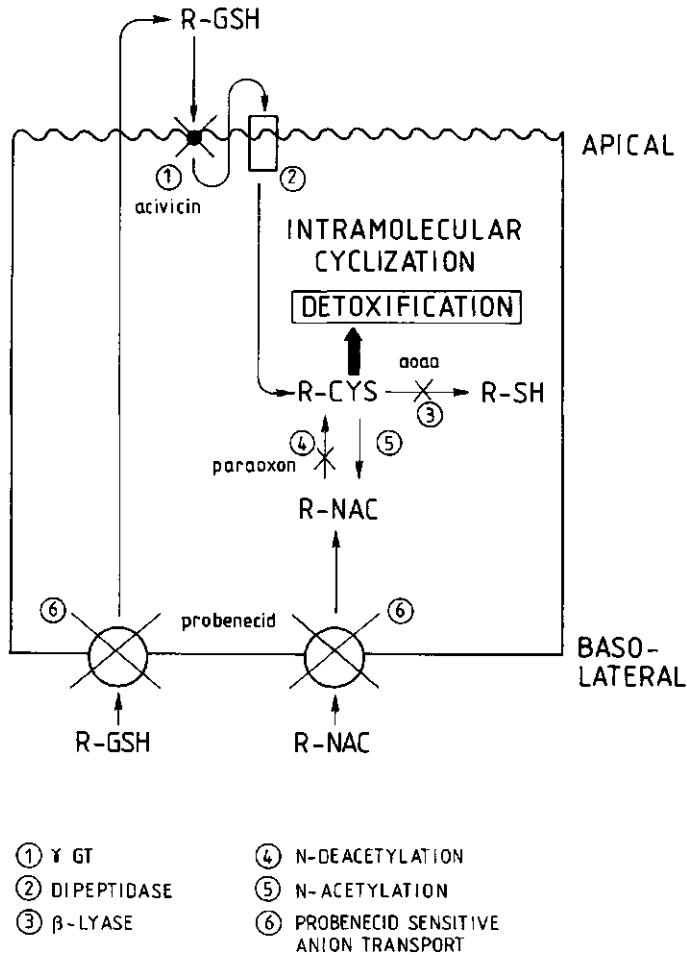 R-GSH
APICAL
① ②
acivicin
INTRAMOLECULAR
CYCLIZATION
DETOXIFICATION
aoaa
R-CYS R-SH
③
④ ⑤
paraoxon
R-NAC
⑥ probenecid ⑥
BASO-
LATERAL
R-GSH R-NAC
① γ GT
② DIPEPTIDASE
③ β-LYASE
④ N-DEACETYLATION
⑤ N-ACETYLATION
⑥ PROBENECID SENSITIVE
ANION TRANSPORT